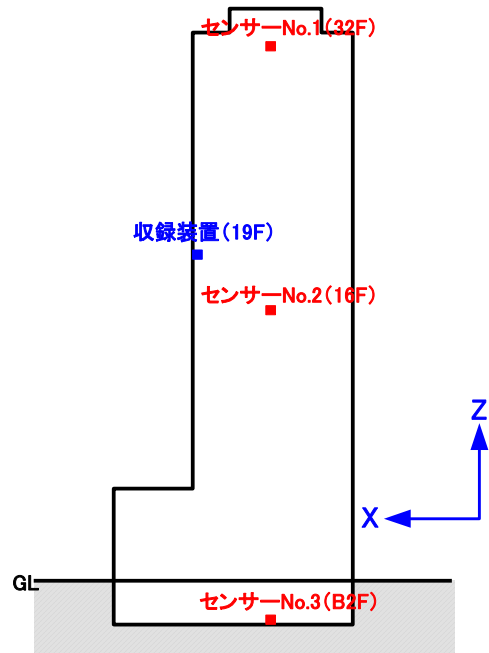 センサーNo.1(32F)
収録装置(19F)
センサーNo.2(16F)
Z
X
GL
センサーNo.3(B2F)